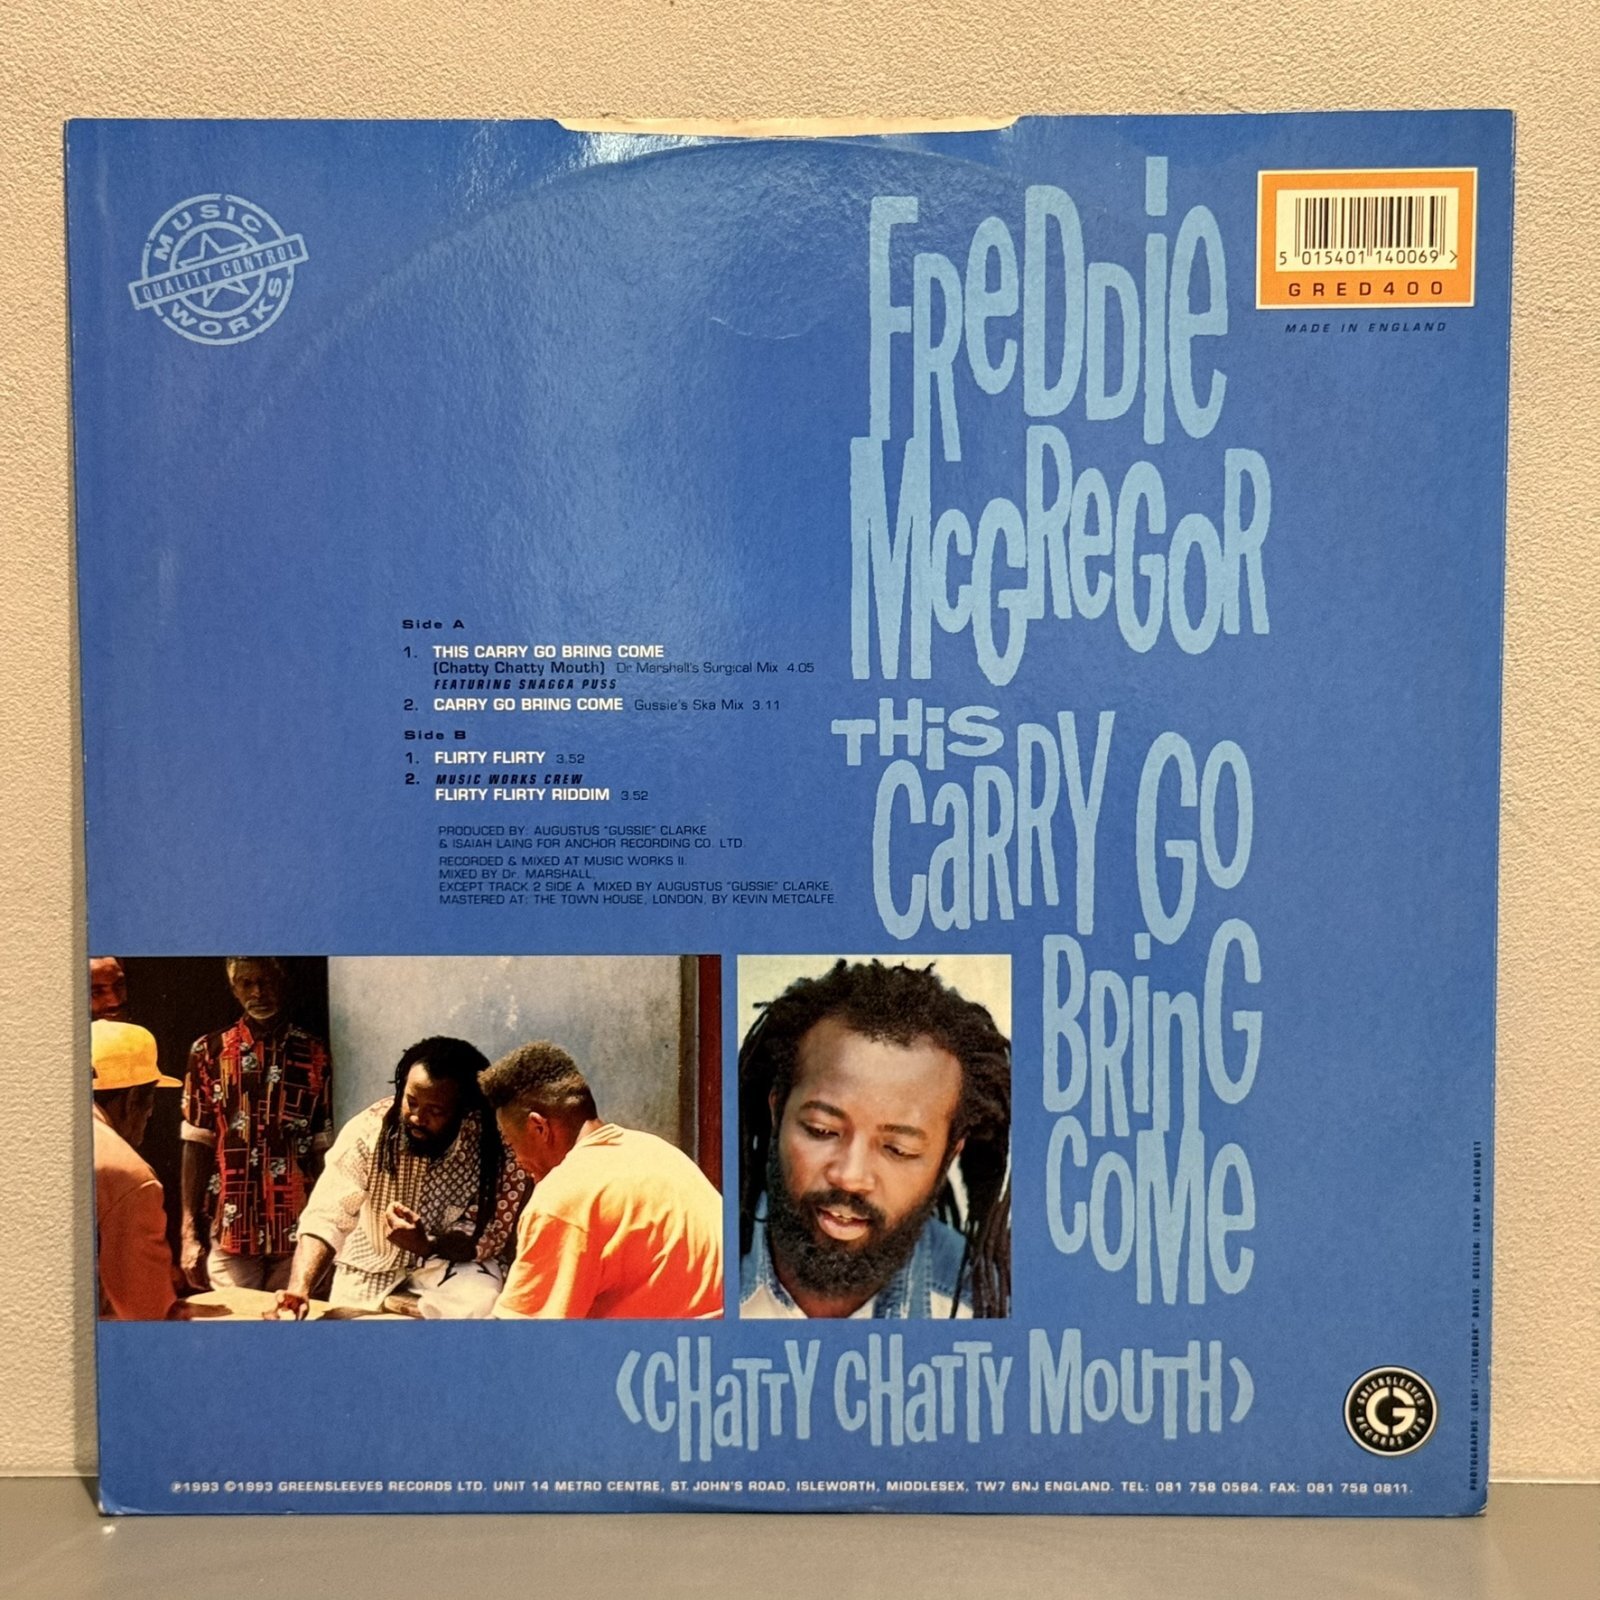 MUSIC
QUALITY CONTROL
WORKS
5 015401 140069 >
GRED400
MADE IN ENGLAND
FReDDie
McGReGoR
THiS
CaRRY GO
BRinG
CoMe
(CHaTTY CHaTTY MOUTH)
Side A
1. THIS CARRY GO BRING COME
(Chatty Chatty Mouth) Dr Marshall's Surgical Mix 4.05
FEATURING SNAGGA PUSS
2. CARRY GO BRING COME Gussie's Ska Mix 3.11
Side B
1. FLIRTY FLIRTY 3.52
2. MUSIC WORKS CREW
FLIRTY FLIRTY RIDDIM 3.52
PRODUCED BY: AUGUSTUS "GUSSIE" CLARKE
& ISAIAH LAING FOR ANCHOR RECORDING CO. LTD.
RECORDED & MIXED AT MUSIC WORKS II.
MIXED BY Dr. MARSHALL,
EXCEPT TRACK 2 SIDE A MIXED BY AUGUSTUS "GUSSIE" CLARKE.
MASTERED AT: THE TOWN HOUSE, LONDON, BY KEVIN METCALFE.
PHOTOGRAPHS: "LITEWORK" DAVIS. DESIGN: TONY McDERMOTT
GREENSLEEVES
G
RECORDS LTD
℗1993 ©1993 GREENSLEEVES RECORDS LTD. UNIT 14 METRO CENTRE, ST. JOHN'S ROAD, ISLEWORTH, MIDDLESEX, TW7 6NJ ENGLAND. TEL: 081 758 0564. FAX: 081 758 0811.